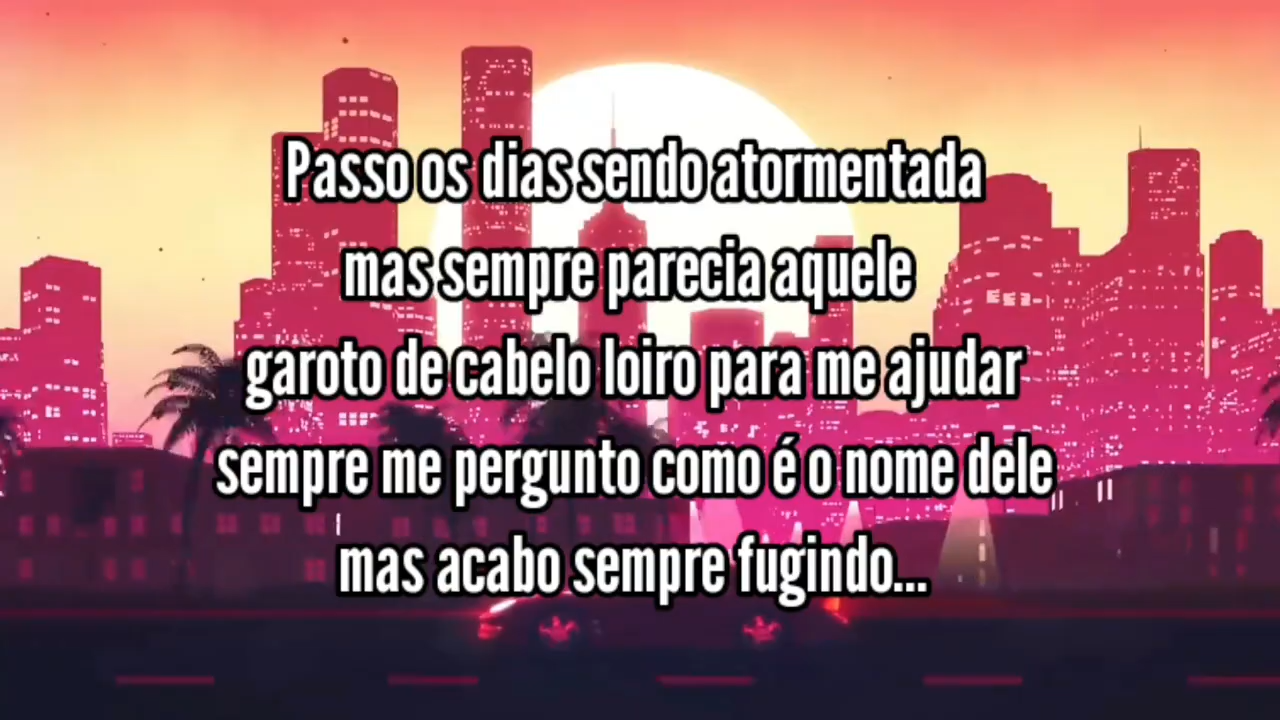 Passo os dias sendo atormentada
mas sempre parecia aquele
garoto de cabelo loiro para me ajudar
sempre me pergunto como é o nome dele
mas acabo sempre fugindo...